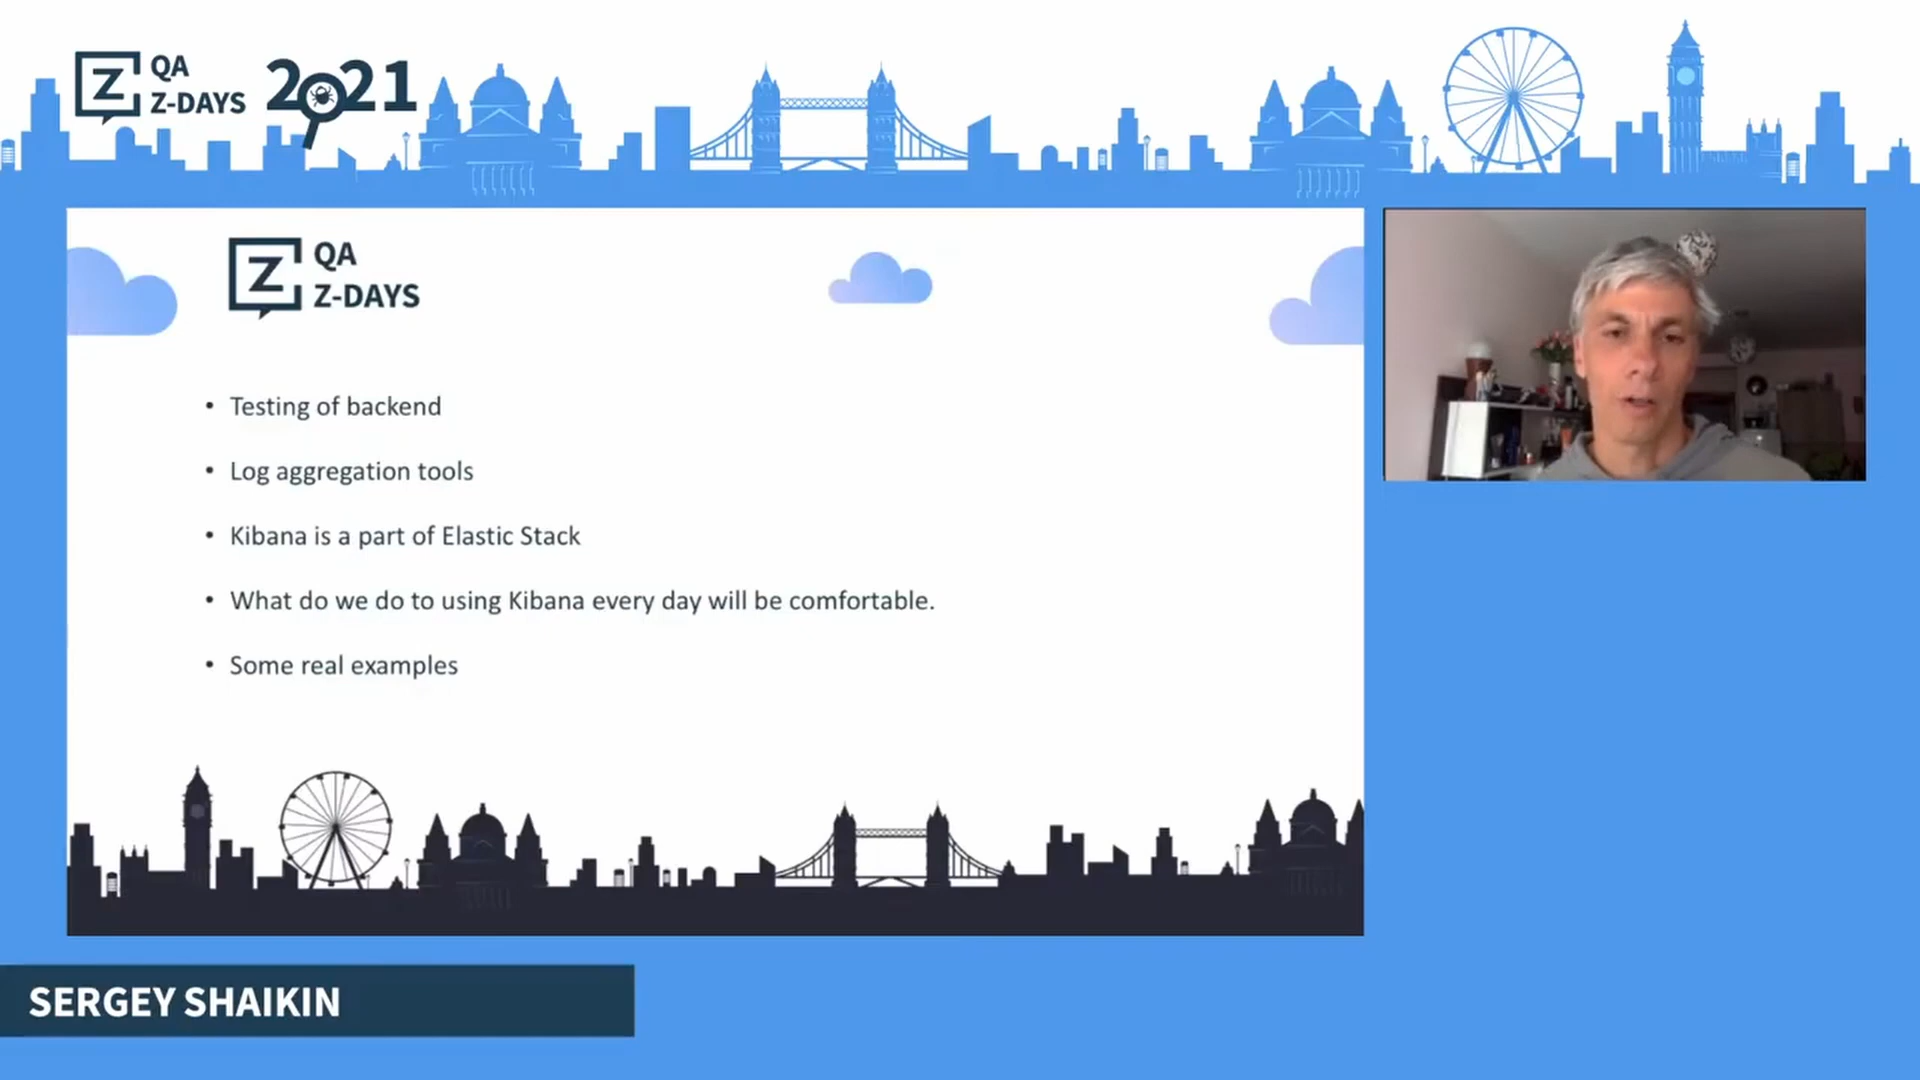 QA
Z-DAYS
2021
QA
Z-DAYS
• Testing of backend
• Log aggregation tools
• Kibana is a part of Elastic Stack
• What do we do to using Kibana every day will be comfortable.
• Some real examples
SERGEY SHAIKIN